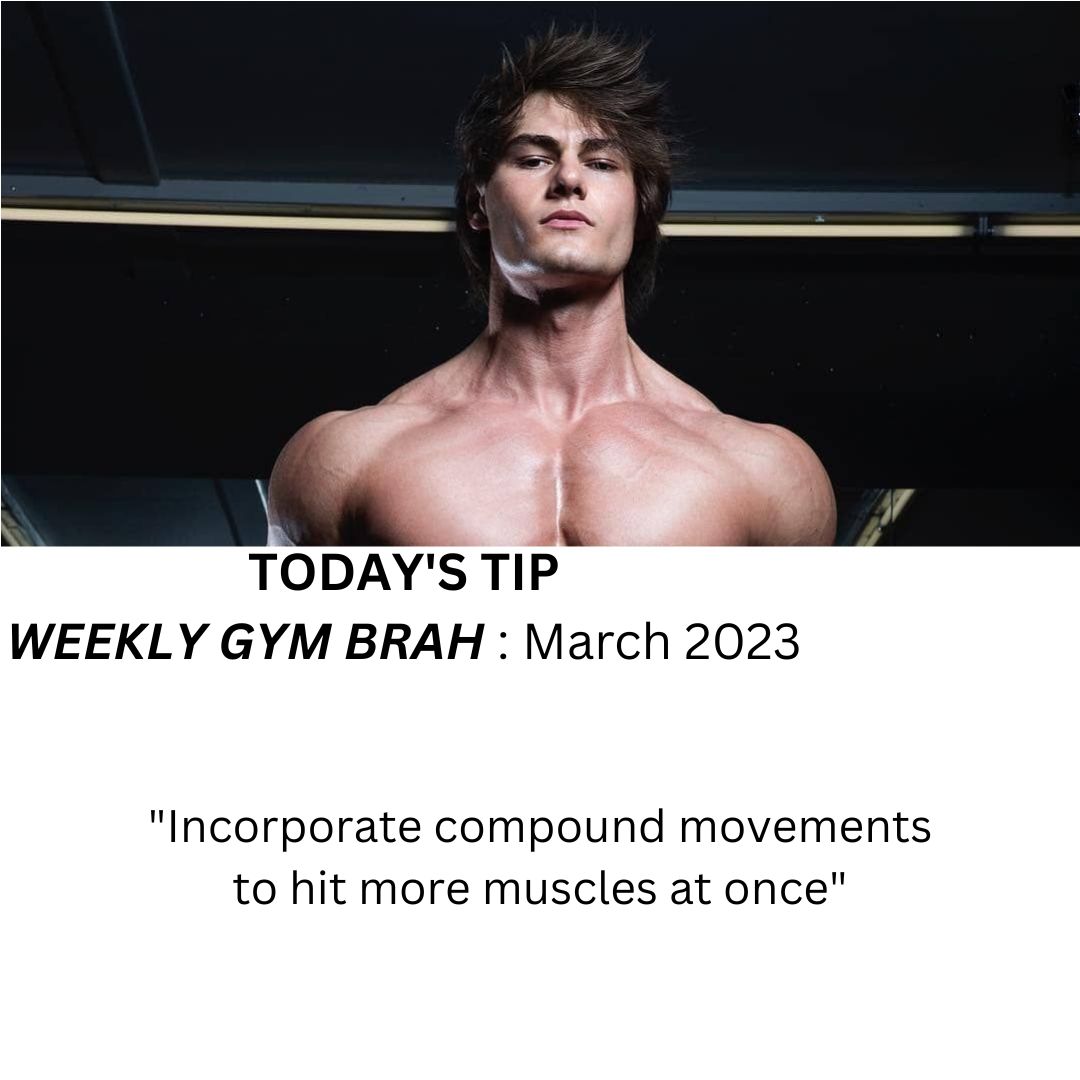 TODAY'S TIP
WEEKLY GYM BRAH : March 2023
"Incorporate compound movements
to hit more muscles at once"